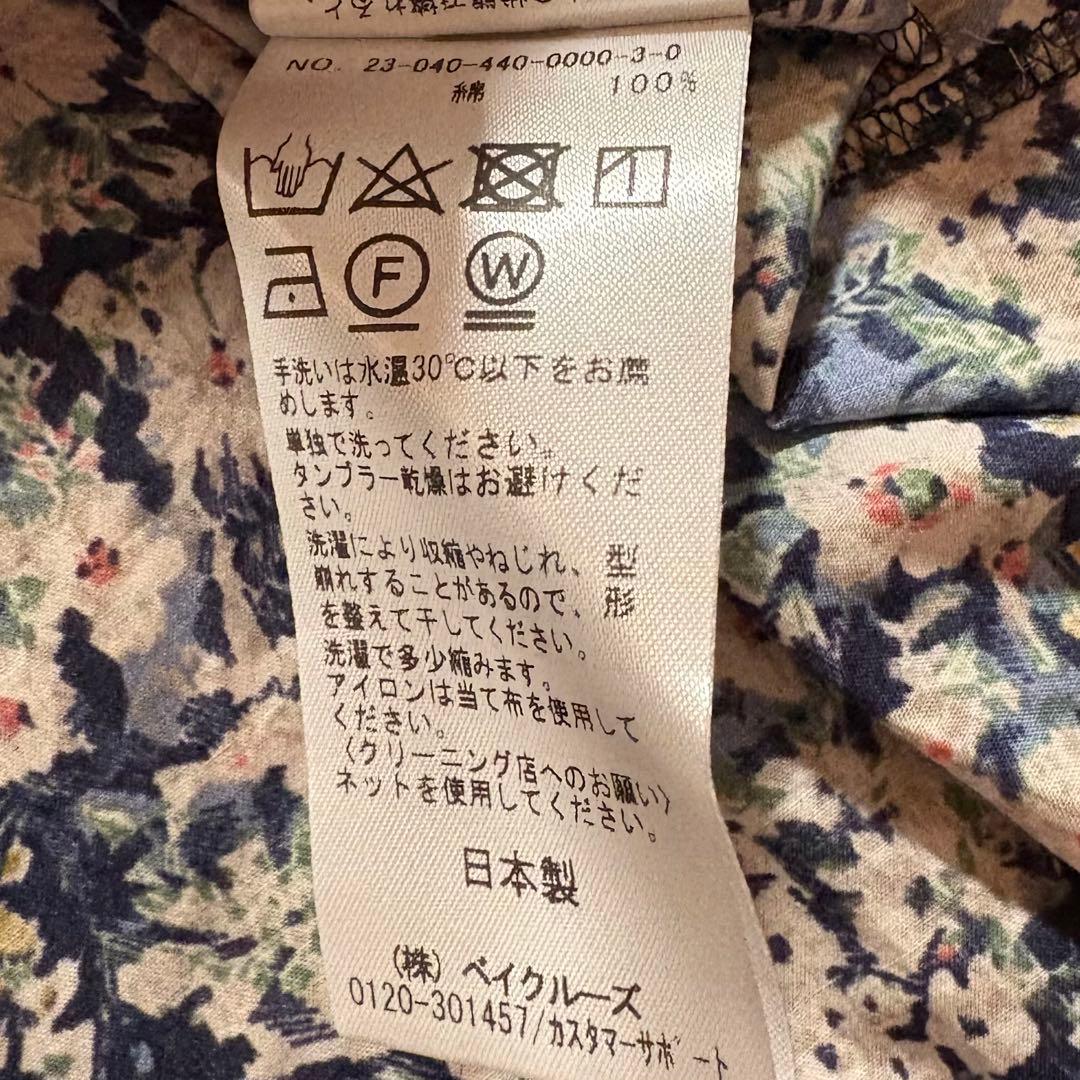 NO. 23-040-440-0000-3-0
綿 100%
F W
手洗いは水温30℃以下をお薦
めします。
単独で洗ってください。
タンブラー乾燥はお避けくだ
さい。
洗濯により収縮やねじれ、型
崩れすることがあるので、形
を整えて干してください。
洗濯で多少縮みます。
アイロンは当て布を使用して
ください。
〈クリーニング店へのお願い〉
ネットを使用してください。
日本製
(株) ベイクルーズ
0120-301457/カスタマーサポート